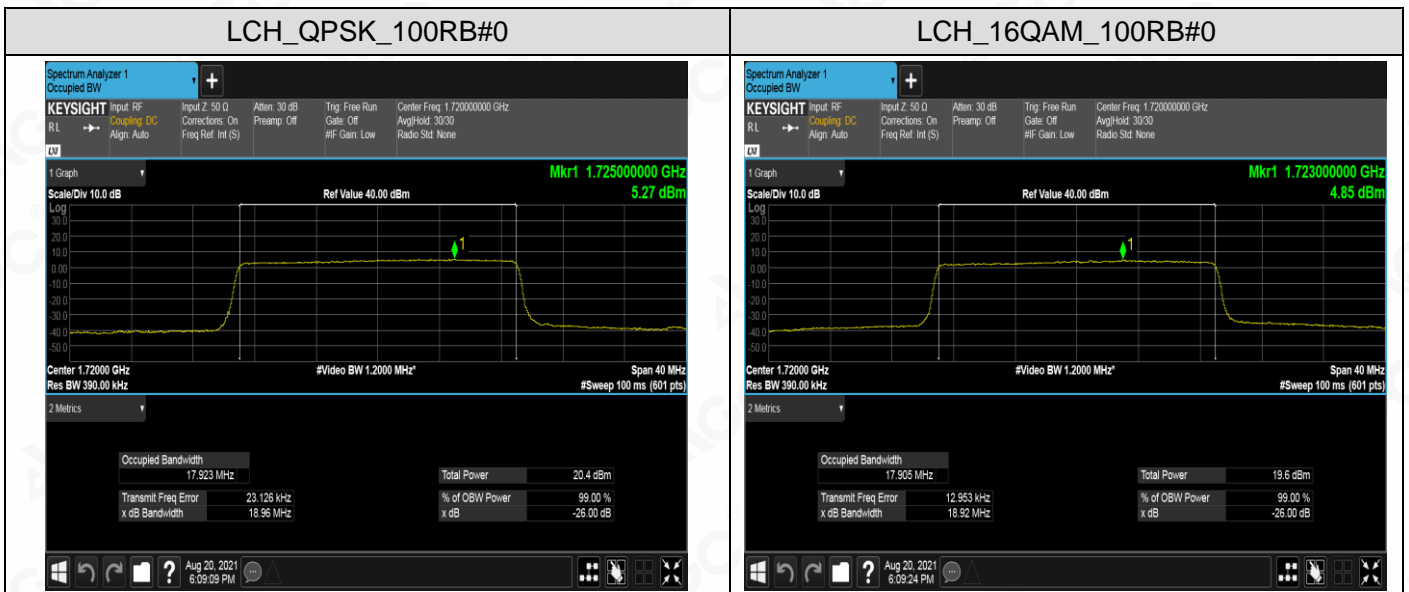 LCH_QPSK_100RB#0
Spectrum Analyzer 1
Occupied BW
+
KEYSIGHT
RL
LXI
Input: RF
Coupling: DC
Align: Auto
Input Z: 50 Ω
Corrections: On
Freq Ref: Int (S)
Atten: 30 dB
Preamp: Off
Trig: Free Run
Gate: Off
#IF Gain: Low
Center Freq: 1.720000000 GHz
Avg|Hold: 30/30
Radio Std: None
1 Graph
Mkr1 1.725000000 GHz
Scale/Div 10.0 dB
Ref Value 40.00 dBm
5.27 dBm
Log
30.0
20.0
10.0
0.00
-10.0
-20.0
-30.0
-40.0
-50.0
1
Center 1.72000 GHz
#Video BW 1.2000 MHz*
Span 40 MHz
Res BW 390.00 kHz
#Sweep 100 ms (601 pts)
2 Metrics
Occupied Bandwidth
17.923 MHz
Total Power 20.4 dBm
Transmit Freq Error 23.126 kHz
% of OBW Power 99.00 %
x dB Bandwidth 18.96 MHz
x dB -26.00 dB
?
Aug 20, 2021
6:09:09 PM
LCH_16QAM_100RB#0
Spectrum Analyzer 1
Occupied BW
+
KEYSIGHT
RL
LXI
Input: RF
Coupling: DC
Align: Auto
Input Z: 50 Ω
Corrections: On
Freq Ref: Int (S)
Atten: 30 dB
Preamp: Off
Trig: Free Run
Gate: Off
#IF Gain: Low
Center Freq: 1.720000000 GHz
Avg|Hold: 30/30
Radio Std: None
1 Graph
Mkr1 1.723000000 GHz
Scale/Div 10.0 dB
Ref Value 40.00 dBm
4.85 dBm
Log
30.0
20.0
10.0
0.00
-10.0
-20.0
-30.0
-40.0
-50.0
1
Center 1.72000 GHz
#Video BW 1.2000 MHz*
Span 40 MHz
Res BW 390.00 kHz
#Sweep 100 ms (601 pts)
2 Metrics
Occupied Bandwidth
17.905 MHz
Total Power 19.6 dBm
Transmit Freq Error 12.953 kHz
% of OBW Power 99.00 %
x dB Bandwidth 18.92 MHz
x dB -26.00 dB
?
Aug 20, 2021
6:09:24 PM